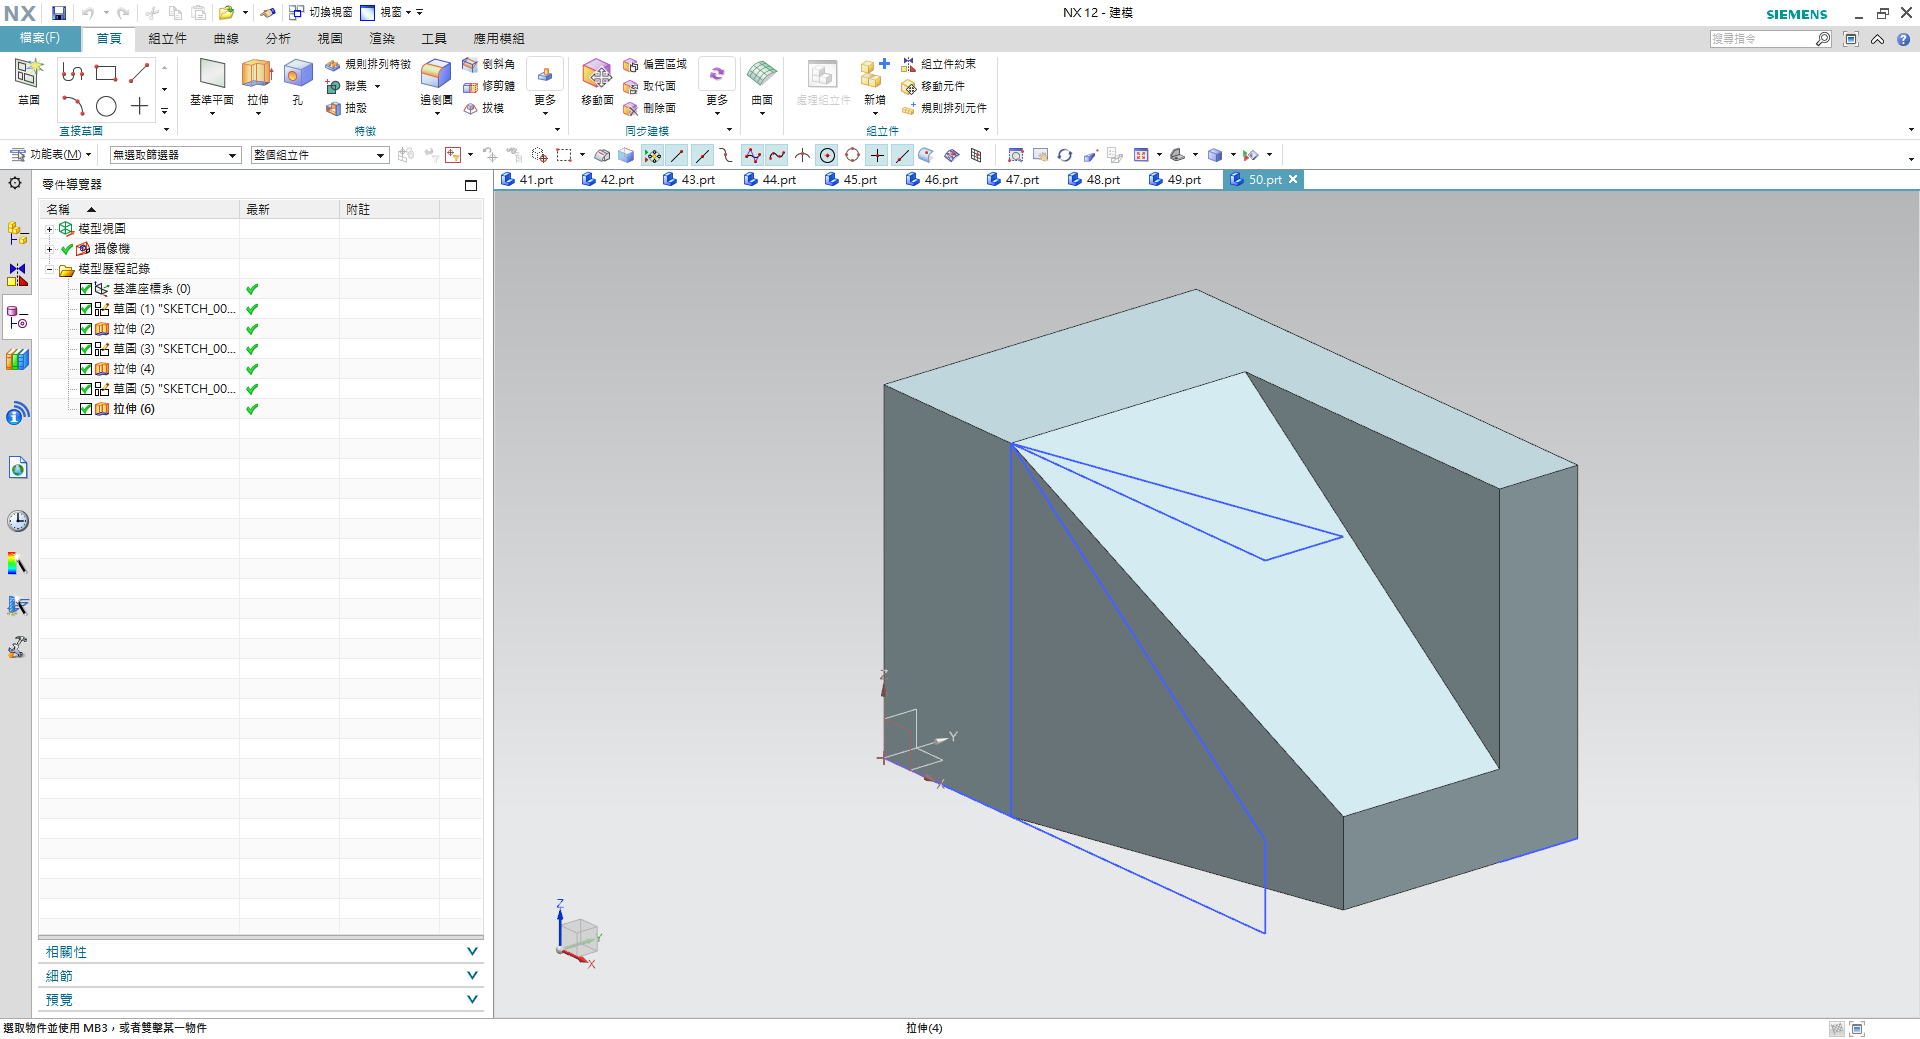 NX
切換視窗
視窗
NX 12 - 建模
SIEMENS
檔案(F)
首頁
組立件
曲線
分析
視圖
渲染
工具
應用模組
搜尋指令
草圖
直接草圖
基準平面
拉伸
孔
規則排列特徵
聯集
抽殼
邊倒圓
倒斜角
修剪體
拔模
更多
特徵
移動面
偏置區域
取代面
刪除面
更多
同步建模
曲面
處理組立件
新增
組立件約束
移動元件
規則排列元件
組立件
功能表(M)
無選取篩選器
整個組立件
零件導覽器
41.prt
42.prt
43.prt
44.prt
45.prt
46.prt
47.prt
48.prt
49.prt
50.prt
名稱
最新
附註
模型視圖
攝像機
模型歷程記錄
基準座標系 (0)
草圖 (1) "SKETCH_00...
拉伸 (2)
草圖 (3) "SKETCH_00...
拉伸 (4)
草圖 (5) "SKETCH_00...
拉伸 (6)
Z
Y
X
Z
Y
X
相關性
細節
預覽
選取物件並使用 MB3，或者雙擊某一物件
拉伸(4)